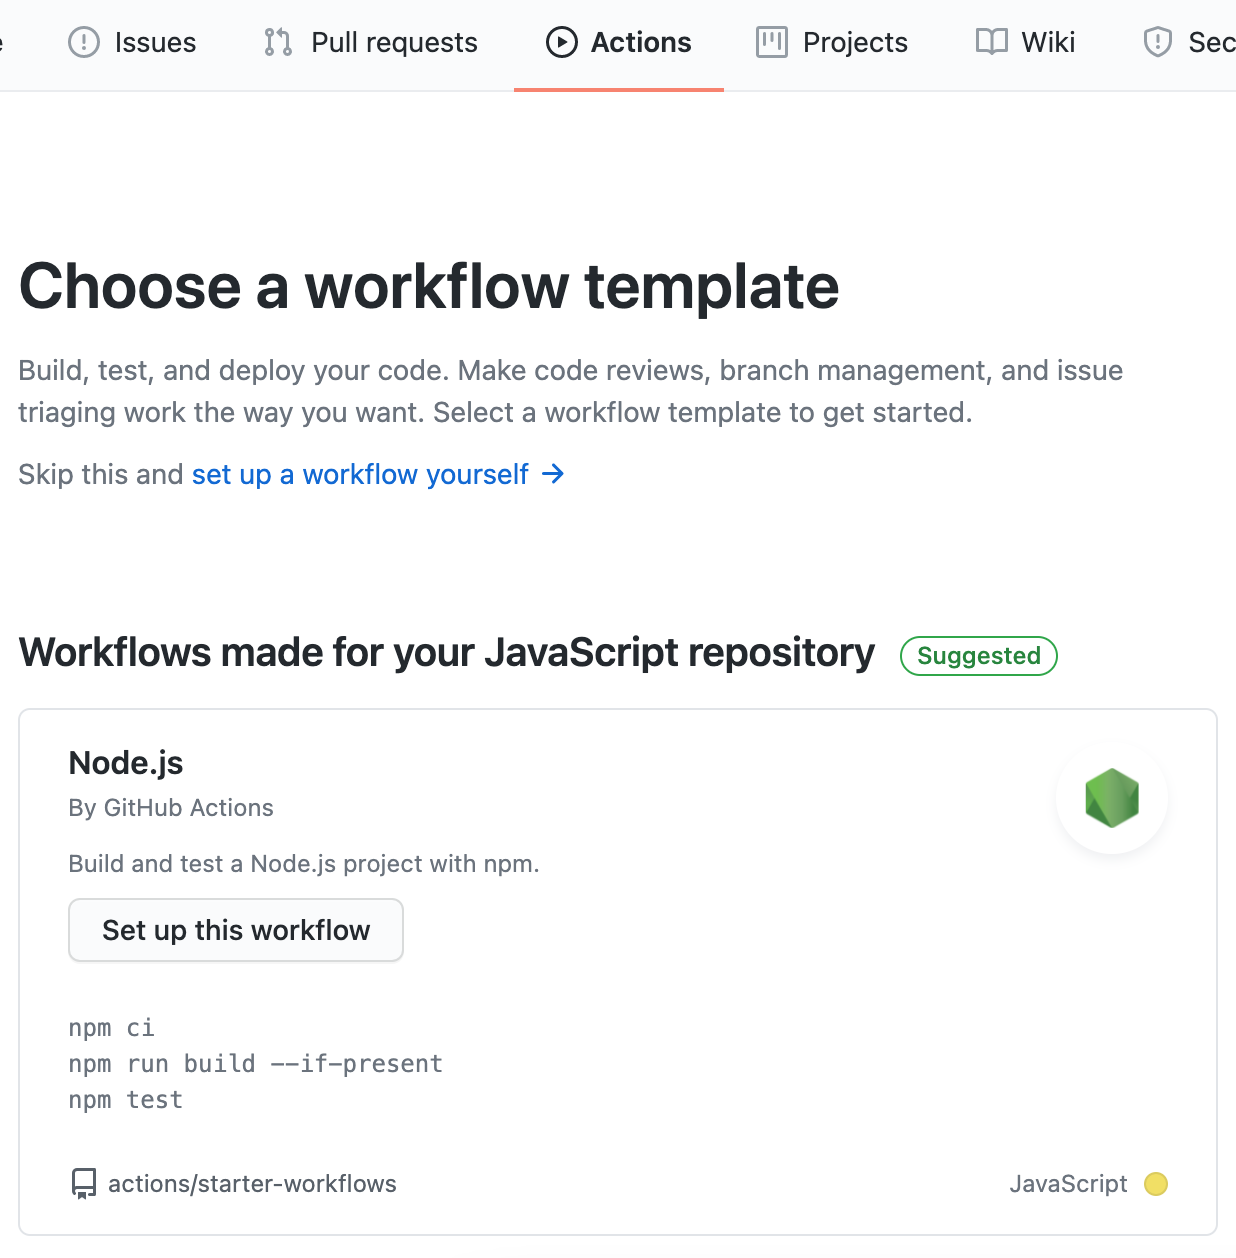 Issues
Pull requests
Actions
Projects
Wiki
Choose a workflow template
Build, test, and deploy your code. Make code reviews, branch management, and issue
triaging work the way you want. Select a workflow template to get started.
Skip this and set up a workflow yourself →
Workflows made for your JavaScript repository
Suggested
Node.js
By GitHub Actions
Build and test a Node.js project with npm.
Set up this workflow
npm ci
npm run build --if-present
npm test
actions/starter-workflows
JavaScript